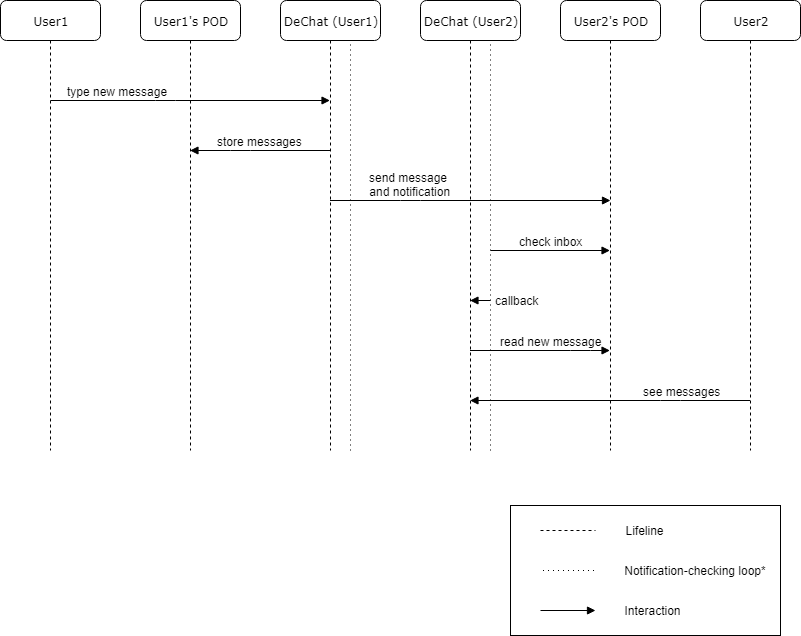 User1
User1's POD
DeChat (User1)
DeChat (User2)
User2's POD
User2
type new message
store messages
send message
and notification
check inbox
callback
read new message
see messages
Lifeline
Notification-checking loop*
Interaction